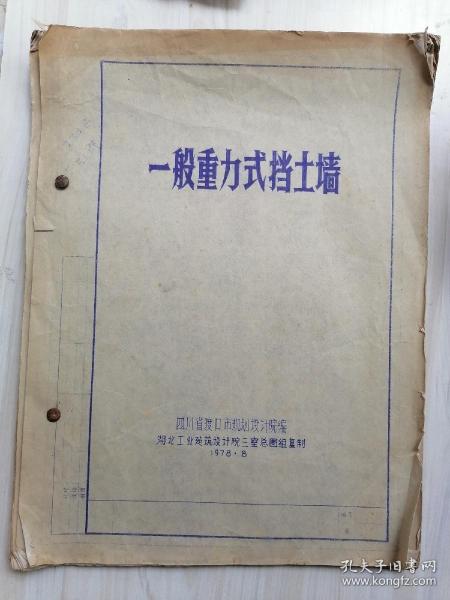 一般重力式挡土墙
四川省渡口市规划设计院编
湖北工业建筑设计院三室总图组复制
1978·8
孔夫子旧书网
www.kongfz.com